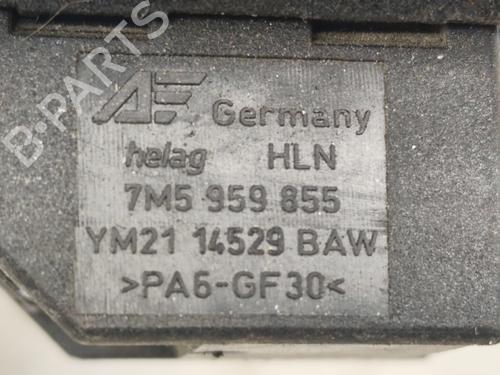 AE Germany
helag HLN
7M5 959 855
YM21 14529 BAW
>PA6-GF30<
B-PARTS